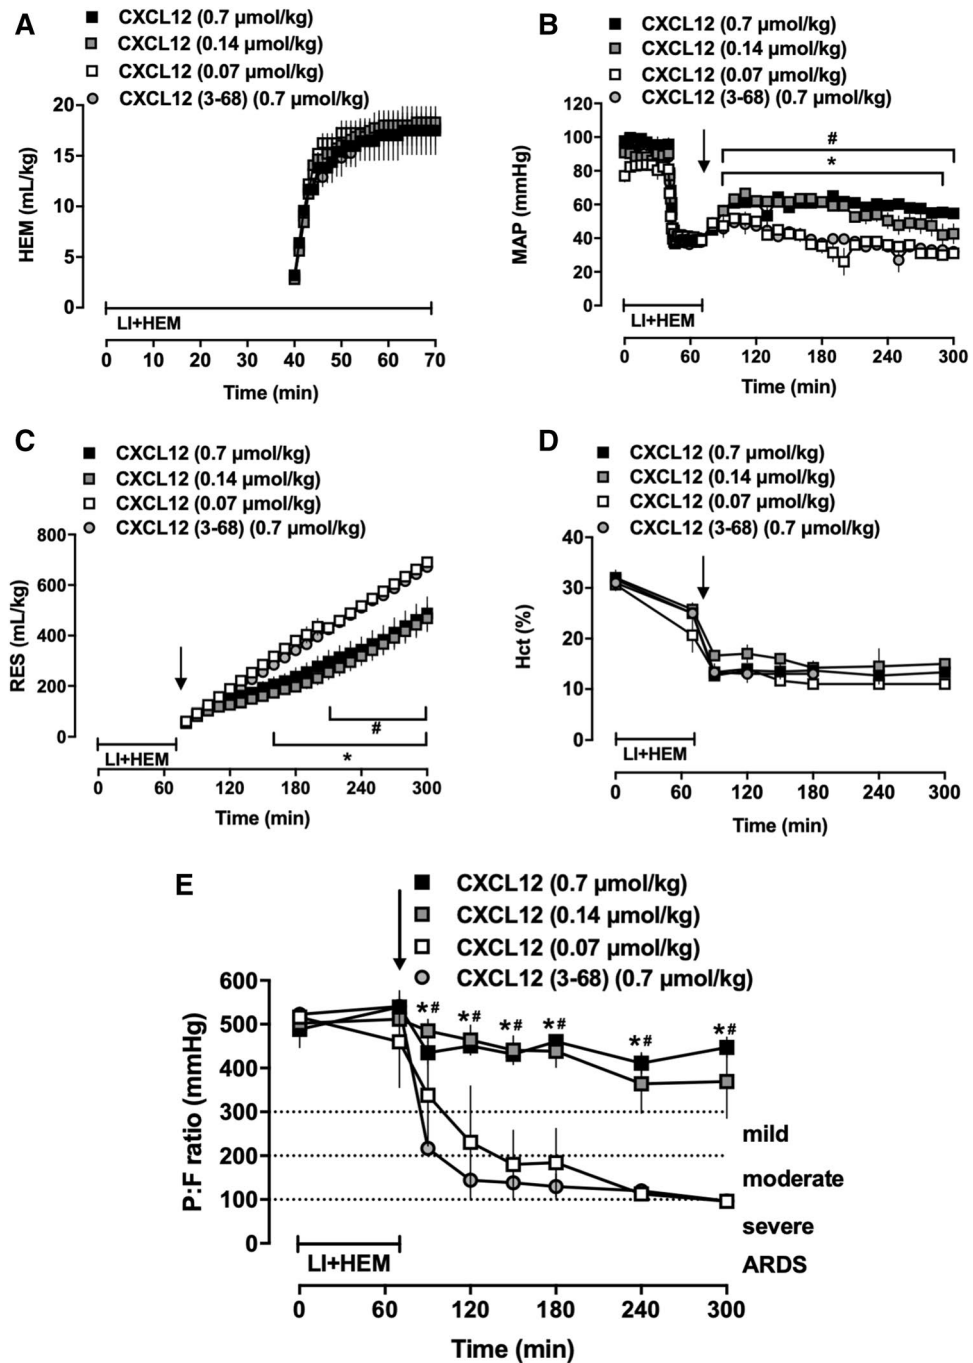 A
CXCL12 (0.7 µmol/kg)
CXCL12 (0.14 µmol/kg)
CXCL12 (0.07 µmol/kg)
CXCL12 (3-68) (0.7 µmol/kg)
20
15
10
5
0
HEM (mL/kg)
LI+HEM
0 10 20 30 40 50 60 70
Time (min)
B
CXCL12 (0.7 µmol/kg)
CXCL12 (0.14 µmol/kg)
CXCL12 (0.07 µmol/kg)
CXCL12 (3-68) (0.7 µmol/kg)
120
100
80
60
40
20
0
MAP (mmHg)
#
*
LI+HEM
0 60 120 180 240 300
Time (min)
C
CXCL12 (0.7 µmol/kg)
CXCL12 (0.14 µmol/kg)
CXCL12 (0.07 µmol/kg)
CXCL12 (3-68) (0.7 µmol/kg)
800
600
400
200
0
RES (mL/kg)
#
*
LI+HEM
0 60 120 180 240 300
Time (min)
D
CXCL12 (0.7 µmol/kg)
CXCL12 (0.14 µmol/kg)
CXCL12 (0.07 µmol/kg)
CXCL12 (3-68) (0.7 µmol/kg)
40
30
20
10
0
Hct (%)
LI+HEM
0 60 120 180 240 300
Time (min)
E
CXCL12 (0.7 µmol/kg)
CXCL12 (0.14 µmol/kg)
CXCL12 (0.07 µmol/kg)
CXCL12 (3-68) (0.7 µmol/kg)
600
500
400
300
200
100
0
P:F ratio (mmHg)
*# *# *# *# *# *#
mild
moderate
severe
ARDS
LI+HEM
0 60 120 180 240 300
Time (min)